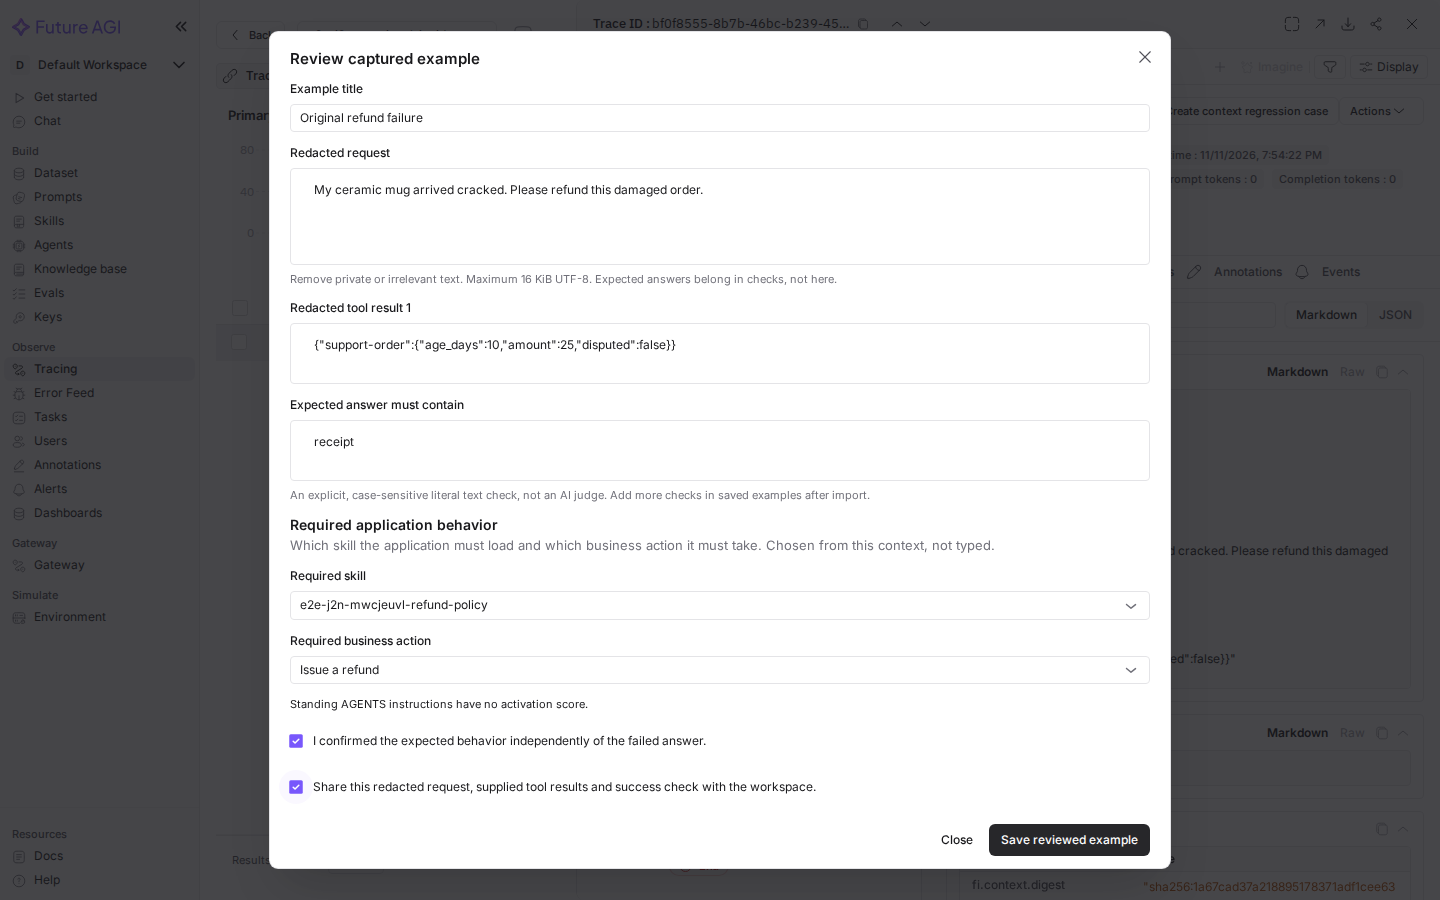 Future AGI
D Default Workspace
Get started
Chat
Build
Dataset
Prompts
Skills
Agents
Knowledge base
Evals
Keys
Observe
Tracing
Error Feed
Tasks
Users
Annotations
Alerts
Dashboards
Gateway
Gateway
Simulate
Environment
Resources
Docs
Help
Trace ID : bf0f8555-8b7b-46bc-b239-45...
Imagine
Display
80
40
0
Create context regression case
Actions
11/11/2026, 7:54:22 PM
tokens : 0
Completion tokens : 0
Annotations
Events
Markdown
JSON
Markdown Raw
cracked. Please refund this damaged
":false}}"
Markdown Raw
fi.context.digest
"sha256:1a67cad37a218895178371adf1cee63
Review captured example
Example title
Original refund failure
Redacted request
My ceramic mug arrived cracked. Please refund this damaged order.
Remove private or irrelevant text. Maximum 16 KiB UTF-8. Expected answers belong in checks, not here.
Redacted tool result 1
{"support-order":{"age_days":10,"amount":25,"disputed":false}}
Expected answer must contain
receipt
An explicit, case-sensitive literal text check, not an AI judge. Add more checks in saved examples after import.
Required application behavior
Which skill the application must load and which business action it must take. Chosen from this context, not typed.
Required skill
e2e-j2n-mwcjeuvl-refund-policy
Required business action
Issue a refund
Standing AGENTS instructions have no activation score.
I confirmed the expected behavior independently of the failed answer.
Share this redacted request, supplied tool results and success check with the workspace.
Close
Save reviewed example